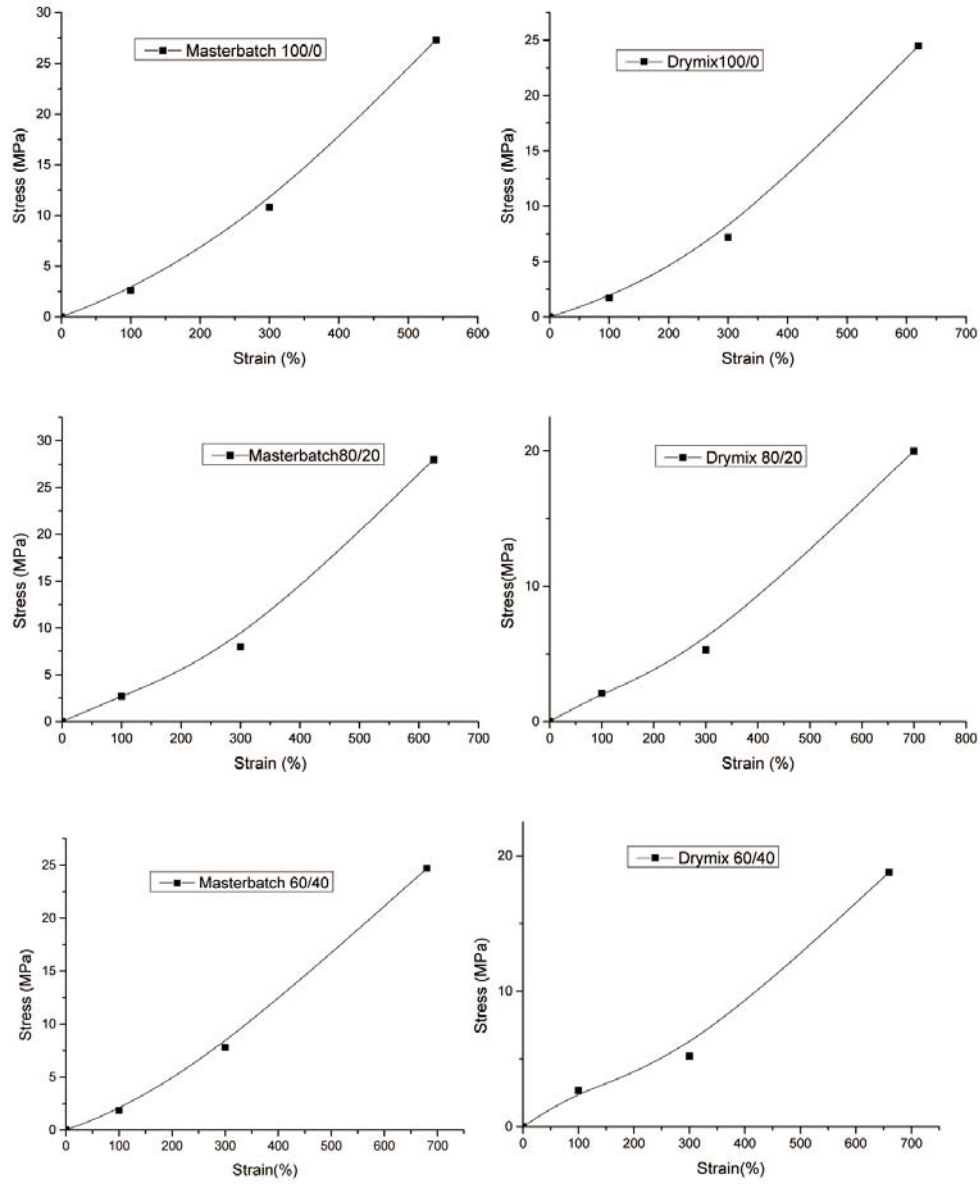 Masterbatch 100/0
Stress (MPa)
30
25
20
15
10
5
0
0 100 200 300 400 500 600
Strain (%)
Drymix100/0
Stress (MPa)
25
20
15
10
5
0
0 100 200 300 400 500 600 700
Strain (%)
Masterbatch80/20
Stress (MPa)
30
25
20
15
10
5
0
0 100 200 300 400 500 600 700
Strain (%)
Drymix 80/20
Stress(MPa)
20
10
0
0 100 200 300 400 500 600 700 800
Strain (%)
Masterbatch 60/40
Stress (MPa)
25
20
15
10
5
0
0 100 200 300 400 500 600 700
Strain(%)
Drymix 60/40
Stress (MPa)
20
10
0
0 100 200 300 400 500 600 700
Strain(%)